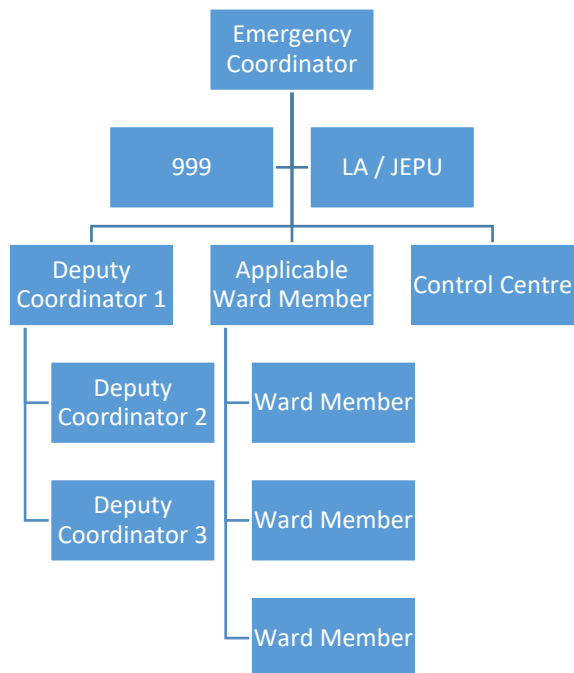 Emergency
Coordinator
999
LA / JEPU
Deputy
Coordinator 1
Applicable
Ward Member
Control Centre
Deputy
Coordinator 2
Ward Member
Deputy
Coordinator 3
Ward Member
Ward Member